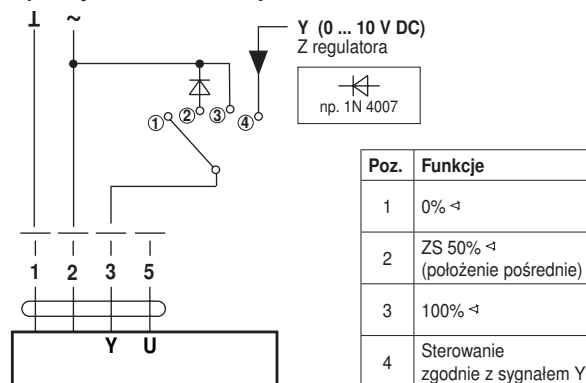 ⊥ ~
Y (0 ... 10 V DC)
Z regulatora
np. 1N 4007
1 2 3 4
Poz. Funkcje
1 0%
2 ZS 50%
(położenie pośrednie)
3 100%
4 Sterowanie
zgodnie z sygnałem Y
1 2 3 5
Y U